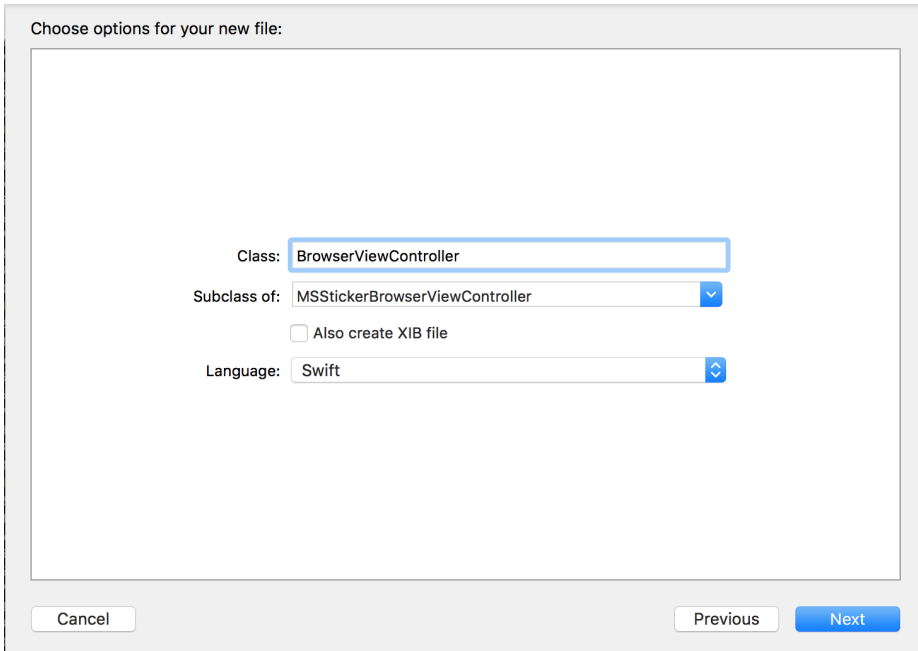 Choose options for your new file:
Class: BrowserViewController
Subclass of: MSStickerBrowserViewController
Also create XIB file
Language: Swift
Cancel Previous Next